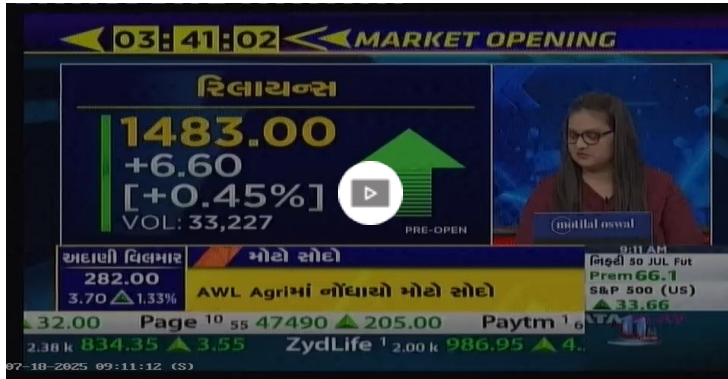 03:41:02 MARKET OPENING
રિલાયન્સ
1483.00
+6.60
[+0.45%]
VOL: 33,227
PRE-OPEN
motilal oswal
અદાણી વિલમાર
282.00
3.70 1.33%
મોટો સોદો
AWL Agriમાં નોંધાયો મોટો સોદો
9:11 AM
નિફ્ટી 50 JUL Fut
Prem 66.1
S&P 500 (US)
33.66
32.00 Page 10 55 47490 205.00 Paytm 1 6
2.38 k 834.35 3.55 ZydLife 1 2.00 k 986.95 4.
07-18-2025 09:11:12 (S)